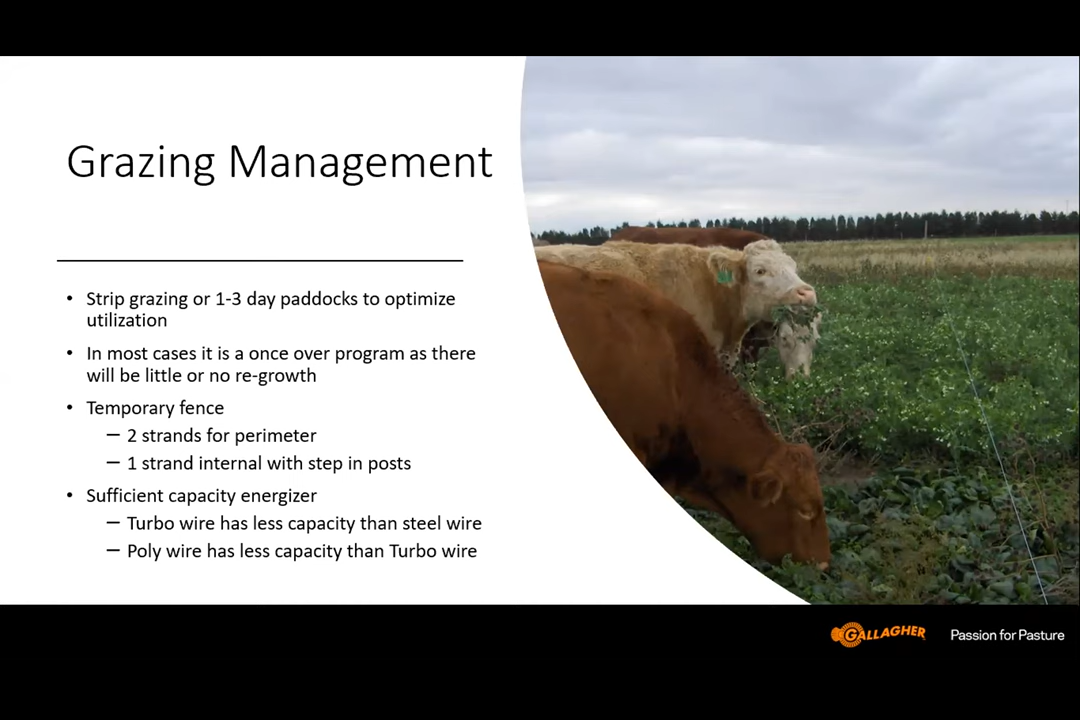 Grazing Management
• Strip grazing or 1-3 day paddocks to optimize
utilization
• In most cases it is a once over program as there
will be little or no re-growth
• Temporary fence
– 2 strands for perimeter
– 1 strand internal with step in posts
• Sufficient capacity energizer
– Turbo wire has less capacity than steel wire
– Poly wire has less capacity than Turbo wire
GALLAGHER Passion for Pasture